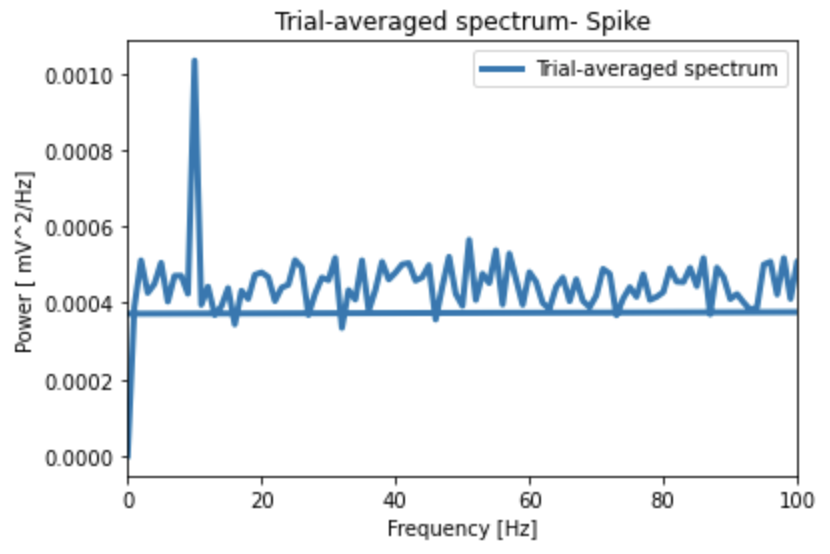 Trial-averaged spectrum- Spike
Trial-averaged spectrum
0.0010
0.0008
0.0006
0.0004
0.0002
0.0000
Power [ mV^2/Hz]
0 20 40 60 80 100
Frequency [Hz]